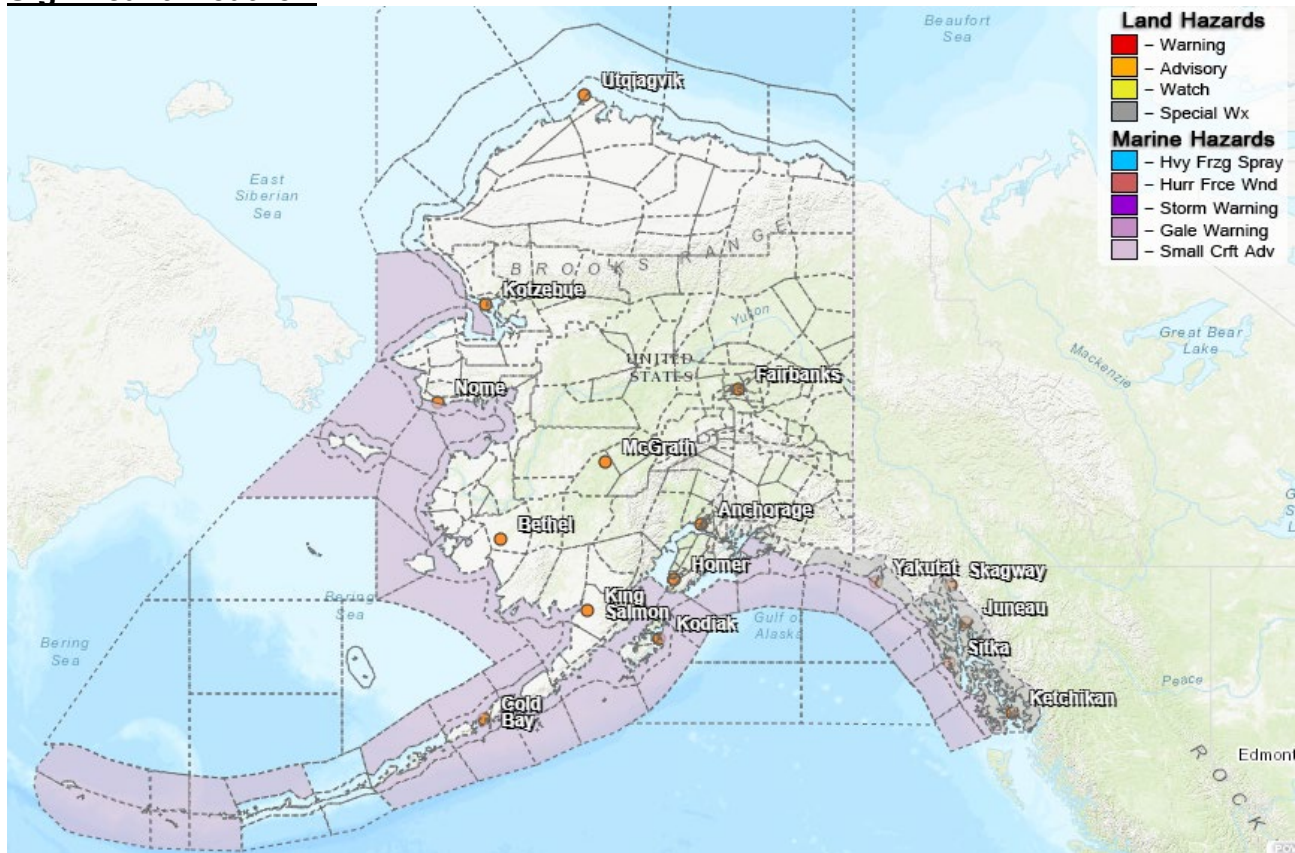 Beaufort
Sea
Land Hazards
– Warning
– Advisory
– Watch
– Special Wx
Marine Hazards
– Hvy Frzg Spray
– Hurr Frce Wnd
– Storm Warning
– Gale Warning
– Small Crft Adv
Utqiagvik
East
Siberian
Sea
BROOKS RANGE
Kotzebue
Yukon
Great Bear
Lake
Mackenzie
UNITED
STATES
Fairbanks
Nome
McGrath
Anchorage
Bethel
Homer
Yakutat
Skagway
King
Salmon
Juneau
Bering
Sea
Kodiak
Gulf of
Alaska
Bering
Sea
Sitka
Peace
Ketchikan
Cold
Bay
Edmont
ROCK